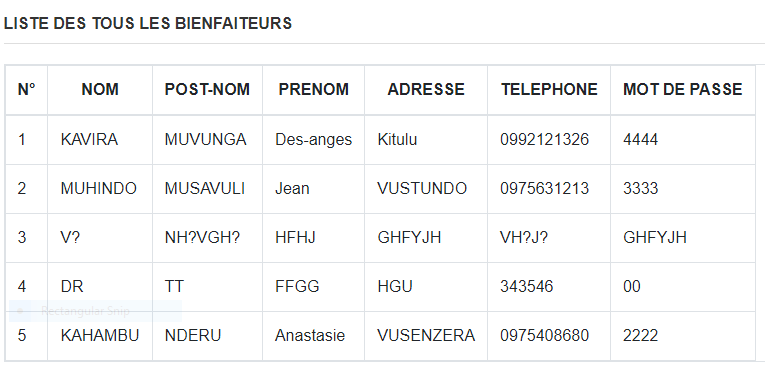 LISTE DES TOUS LES BIENFAITEURS
N° NOM POST-NOM PRENOM ADRESSE TELEPHONE MOT DE PASSE
1 KAVIRA MUVUNGA Des-anges Kitulu 0992121326 4444
2 MUHINDO MUSAVULI Jean VUSTUNDO 0975631213 3333
3 V? NH?VGH? HFHJ GHFYJH VH?J? GHFYJH
4 DR TT FFGG HGU 343546 00
Rectangular Snip
5 KAHAMBU NDERU Anastasie VUSENZERA 0975408680 2222